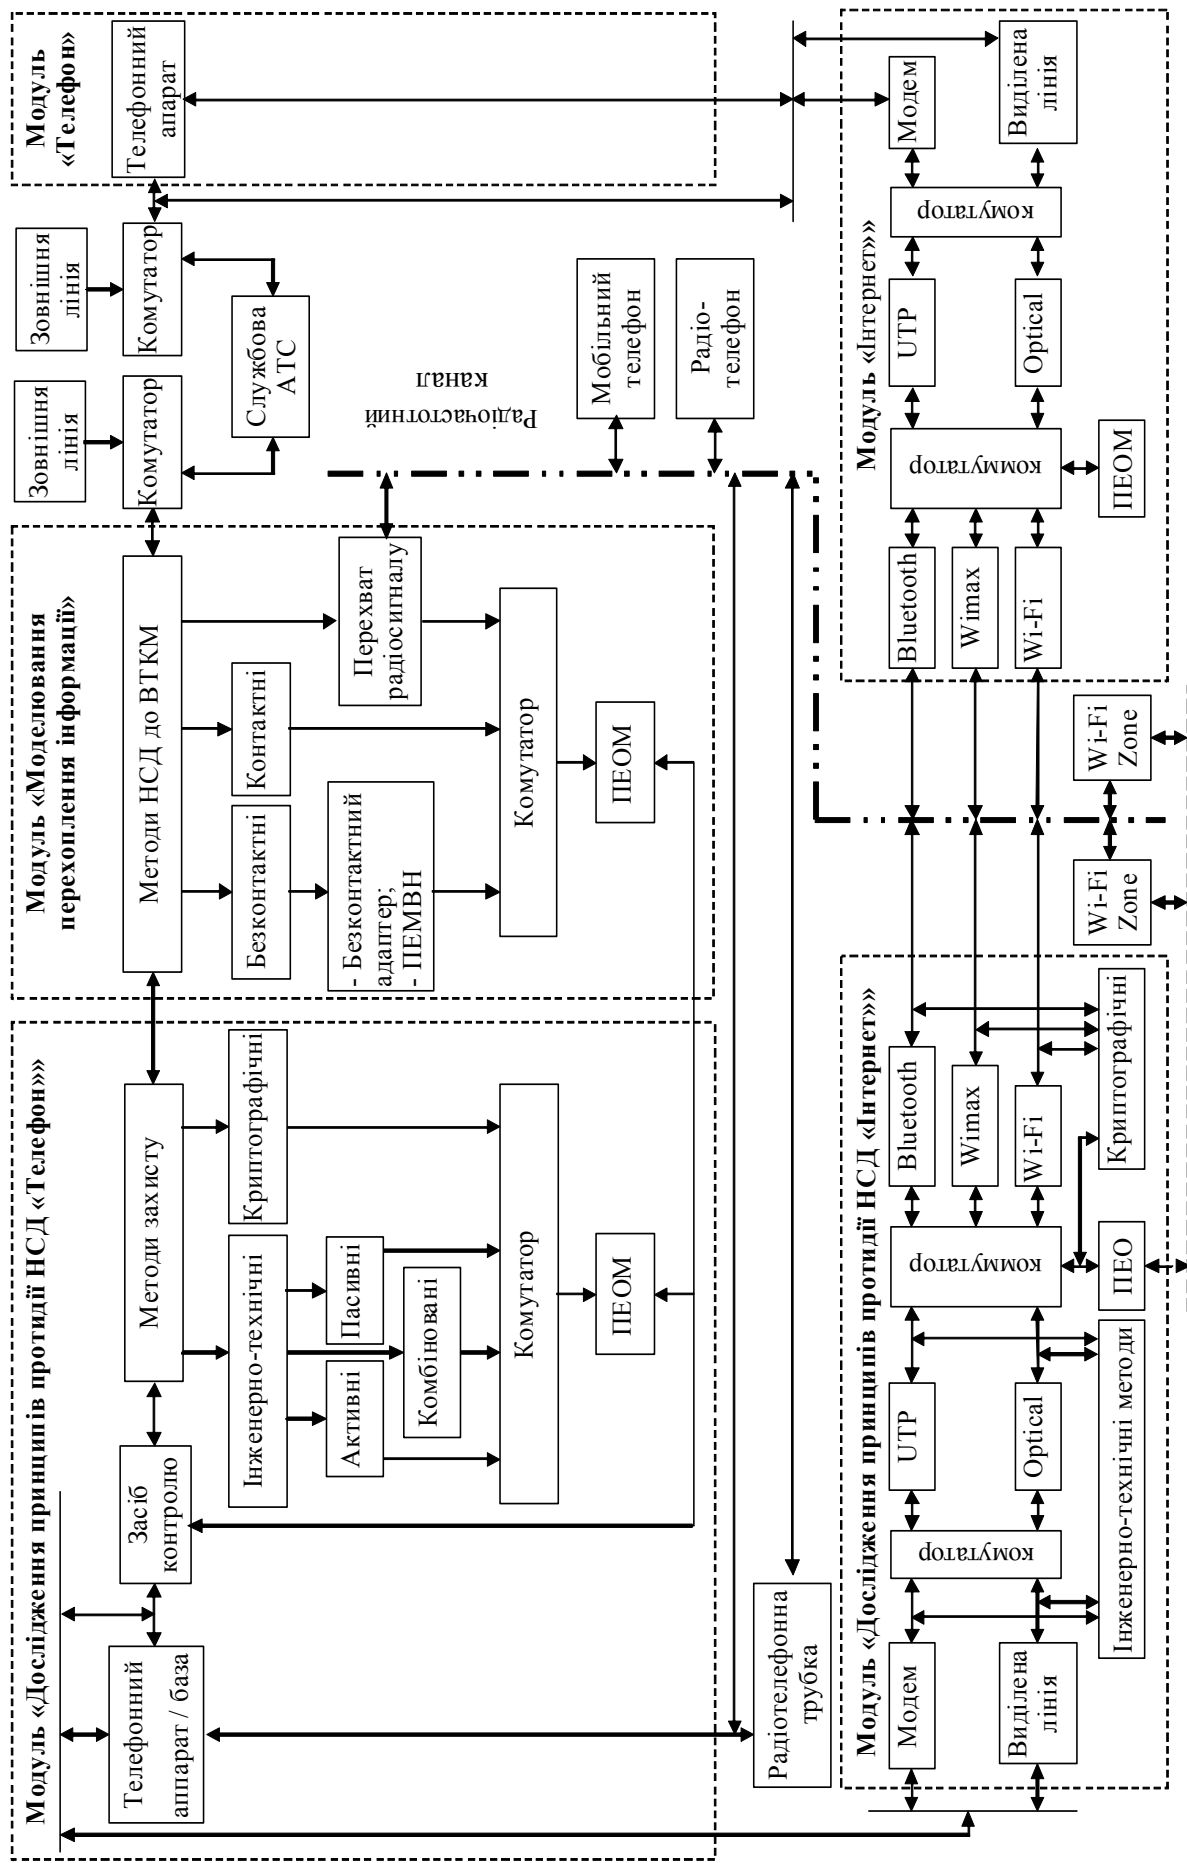 Модуль «Дослідження принципів протидії НСД «Телефон»»
Телефонний
аппарат / база
Засіб
контролю
Методи захисту
Інженерно-технічні
Криптографічні
Активні
Пасивні
Комбіновані
Комутатор
ПЕОМ
Модуль «Моделювання
перехоплення інформації»
Методи НСД до ВТКМ
Безконтактні
Контактні
- Безконтактний
адаптер;
- ПЕМВН
Перехват
радіосигналу
Комутатор
ПЕОМ
Зовнішня
лінія
Комутатор
Зовнішня
лінія
Комутатор
Службова
АТС
Модуль
«Телефон»
Телефонний
апарат
Радіочастотний
канал
Мобільний
телефон
Радіо-
телефон
Радіотелефонна
трубка
Модуль «Дослідження принципів протидії НСД «Інтернет»»
Модем
Виділена
лінія
комутатор
UTP
Optical
коммутатор
Bluetooth
Wimax
Wi-Fi
Інженерно-технічні методи
ПЕО
Криптографічні
Wi-Fi
Zone
Wi-Fi
Zone
Модуль «Інтернет»»
Bluetooth
Wimax
Wi-Fi
коммутатор
ПЕОМ
UTP
Optical
комутатор
Модем
Виділена
лінія